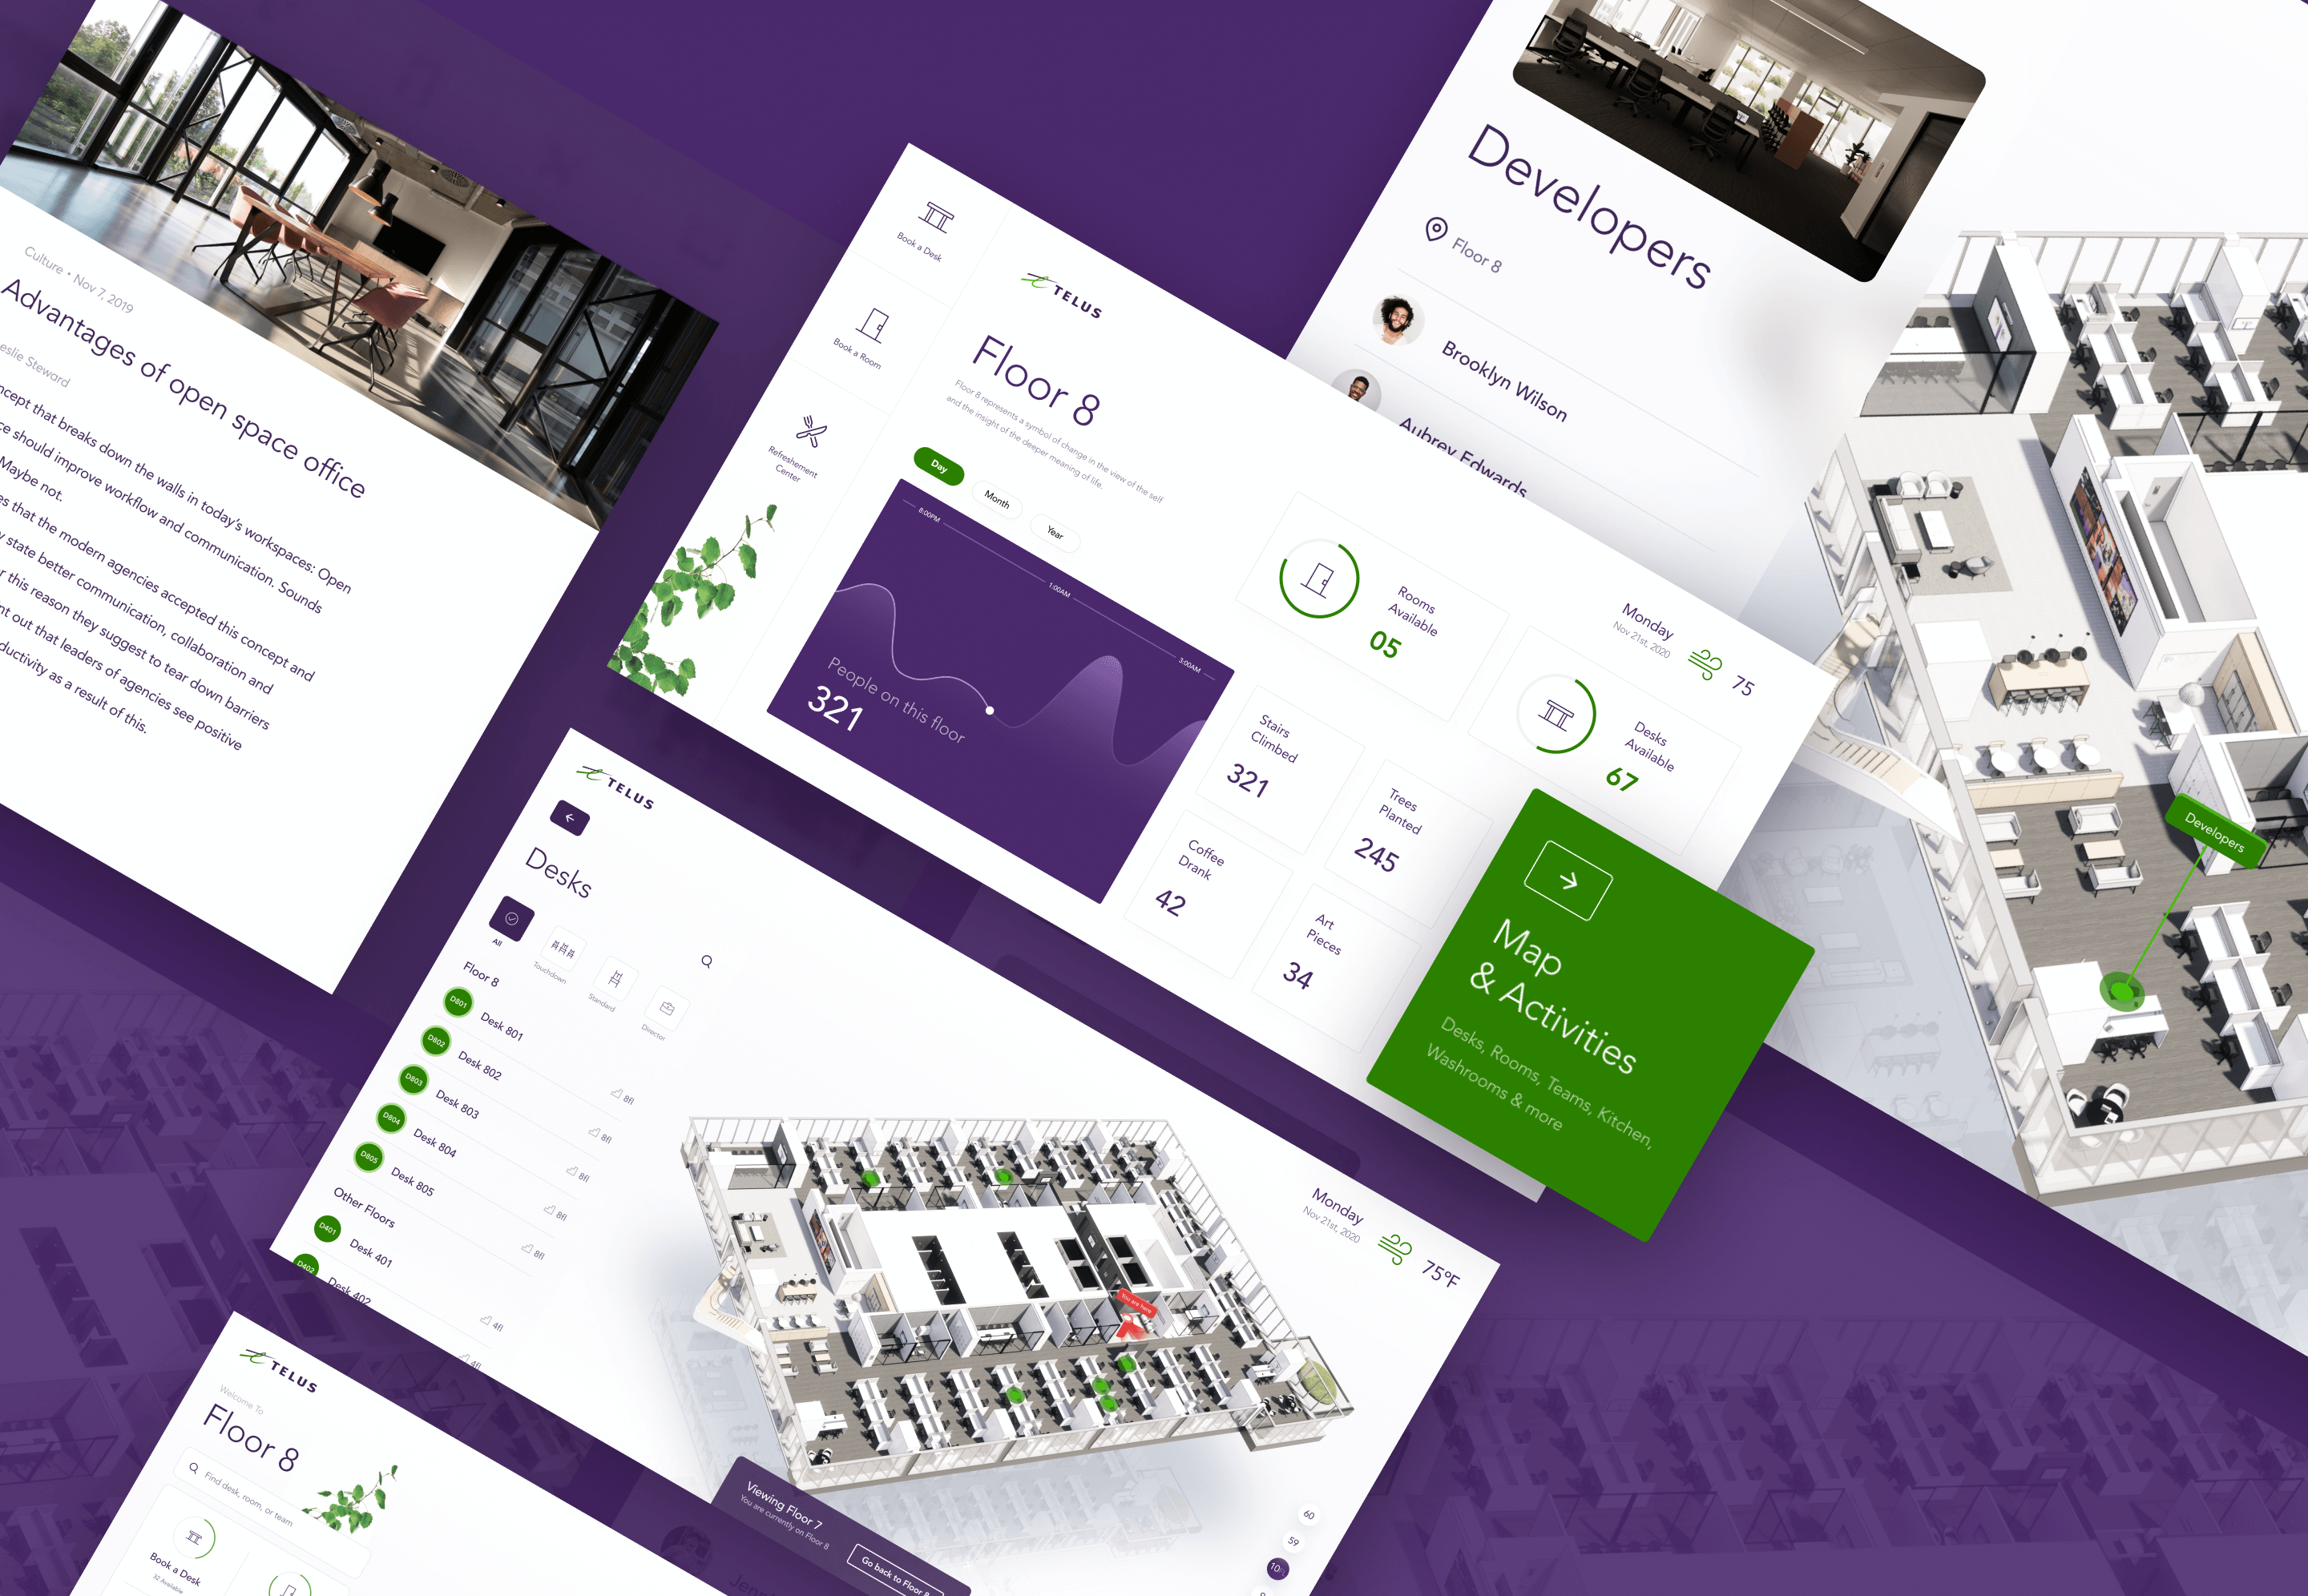 Culture • Nov 7, 2019
Advantages of open space office
Steward
that breaks down the walls in today's workspaces: Open
should improve workflow and communication. Sounds
Maybe not.
that the modern agencies accepted this concept and
state better communication, collaboration and
this reason they suggest to tear down barriers
out that leaders of agencies see positive
as a result of this.
Book a Desk
Book a Room
Refreshement
Center
TELUS
Floor 8
Floor 8 represents a symbol of change in the view of the self
and the insight of the deeper meaning of life.
Day
Month
Year
8:00PM
1:00AM
3:00AM
People on this floor
321
Rooms
Available
05
Desks
Available
67
Monday
Nov 21st, 2020
75
Stairs
Climbed
321
Trees
Planted
245
Coffee
Drank
42
Art
Pieces
34
Map
& Activities
Desks, Rooms, Teams, Kitchen,
Washrooms & more
Developers
Floor 8
Brooklyn Wilson
Aubrey Edwards
Developers
TELUS
Desks
All
Touchdown
Standard
Director
Floor 8
D801
Desk 801
8fl
D802
Desk 802
8fl
D803
Desk 803
8fl
D804
Desk 804
8fl
D805
Desk 805
8fl
Other Floors
D401
Desk 401
4fl
D402
Desk 402
4fl
Monday
Nov 21st, 2020
75°F
You are here
Viewing Floor 7
You are currently on Floor 8
Go back to Floor 8
60
59
10
TELUS
Welcome To
Floor 8
Find desk, room, or team
Book a Desk
32 Available